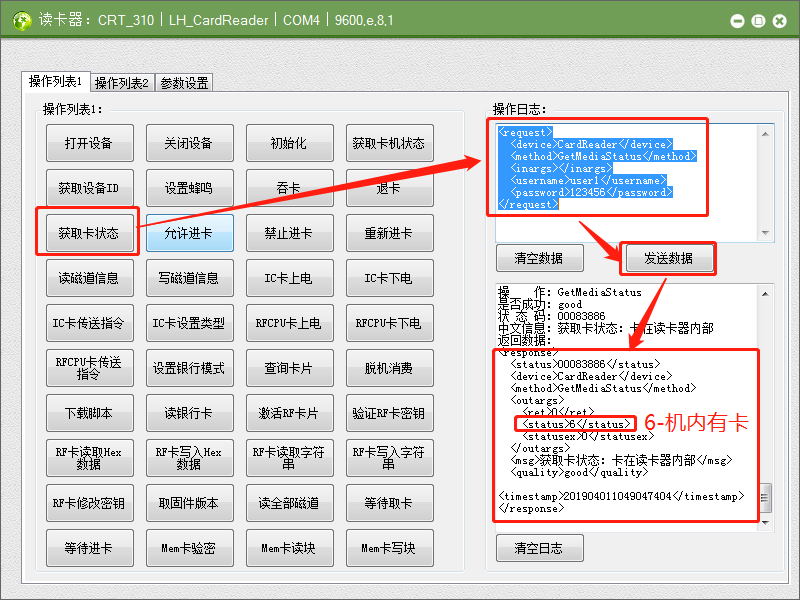 读卡器：CRT_310 | LH_CardReader | COM4 | 9600,e,8,1
操作列表1 操作列表2 参数设置
操作列表1:
打开设备 关闭设备 初始化 获取卡机状态
获取设备ID 设置蜂鸣 吞卡 退卡
获取卡状态 允许进卡 禁止进卡 重新进卡
读磁道信息 写磁道信息 IC卡上电 IC卡下电
IC卡传送指令 IC卡设置类型 RFCPU卡上电 RFCPU卡下电
RFCPU卡传送指令 设置银行模式 查询卡片 脱机消费
下载脚本 读银行卡 激活RF卡片 验证RF卡密钥
RF卡读取Hex数据 RF卡写入Hex数据 RF卡读取字符串 RF卡写入字符串
RF卡修改密钥 取固件版本 读全部磁道 等待取卡
等待进卡 Mem卡验密 Mem卡读块 Mem卡写块
操作日志:
<request>
<device>CardReader</device>
<method>GetMediaStatus</method>
<inargs></inargs>
<username>user1</username>
<password>123456</password>
</request>
清空数据 发送数据
操 作: GetMediaStatus
是否成功: good
状 态 码: 00083886
中文信息: 获取卡状态: 卡在读卡器内部
返回数据:
<response>
<status>00083886</status>
<device>CardReader</device>
<method>GetMediaStatus</method>
<outargs>
<ret>0</ret>
<status>6</status> 6-机内有卡
<statusex>0</statusex>
</outargs>
<msg>获取卡状态: 卡在读卡器内部</msg>
<quality>good</quality>
<timestamp>201904011049047404</timestamp>
</response>
清空日志